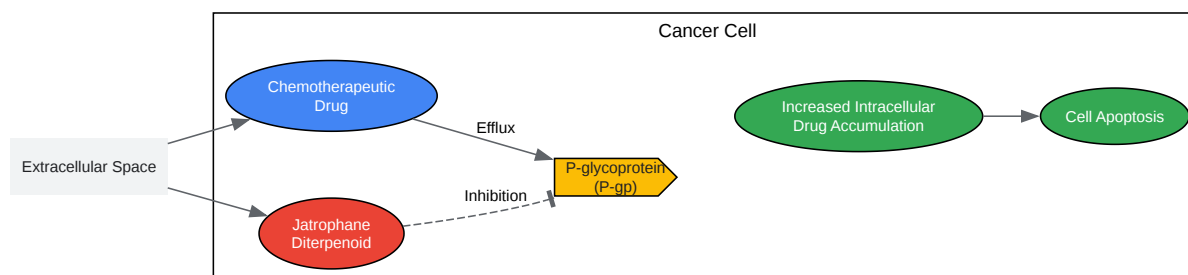 Cancer Cell
Chemotherapeutic
Drug
Efflux
Increased Intracellular
Drug Accumulation
Cell Apoptosis
Extracellular Space
P-glycoprotein
(P-gp)
Inhibition
Jatrophane
Diterpenoid